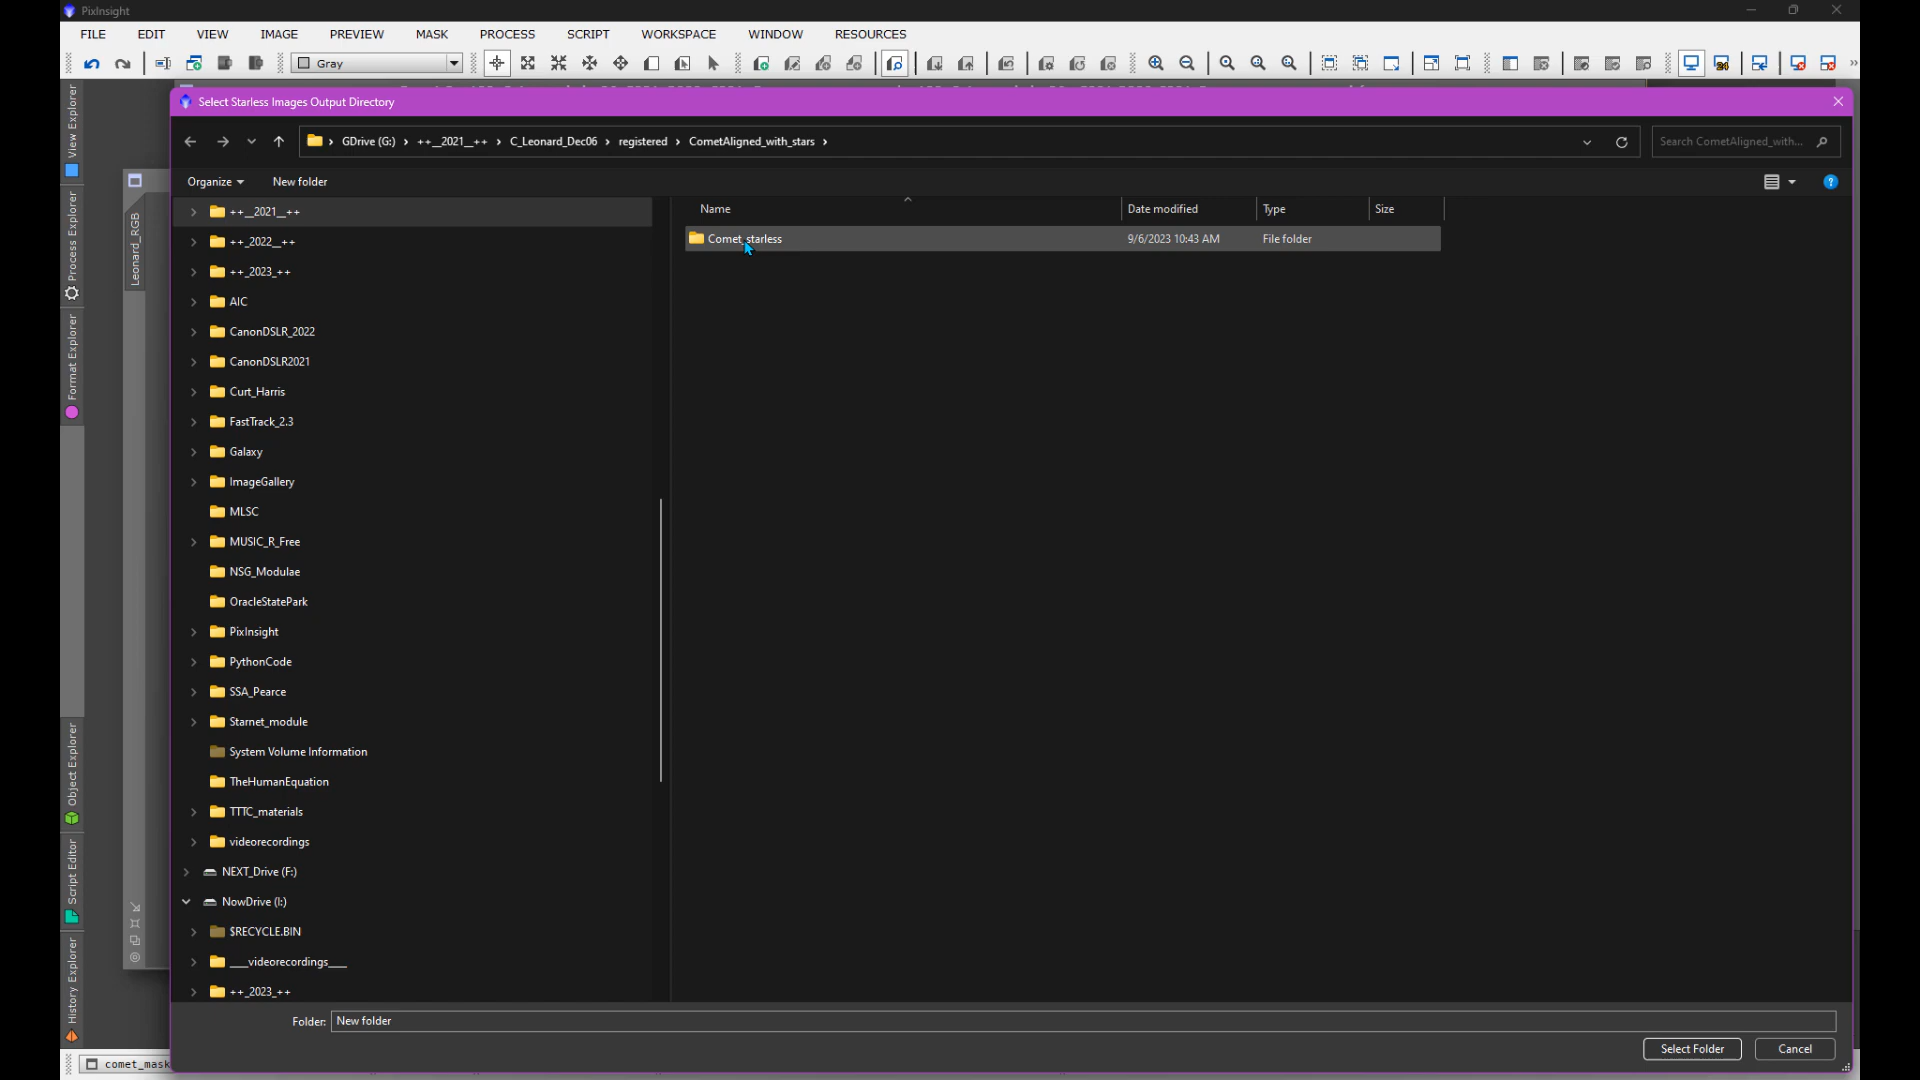 PixInsight
FILE EDIT VIEW IMAGE PREVIEW MASK PROCESS SCRIPT WORKSPACE WINDOW RESOURCES
Gray
Select Starless Images Output Directory
GDrive (G:) ++_2021_++ C_Leonard_Dec06 registered CometAligned_with_stars
Search CometAligned_with...
Organize New folder
Name Date modified Type Size
Comet_starless 9/6/2023 10:43 AM File folder
++_2021_++
++_2022_++
++_2023_++
AIC
CanonDSLR_2022
CanonDSLR2021
Curt_Harris
FastTrack_2.3
Galaxy
ImageGallery
MLSC
MUSIC_R_Free
NSG_Modulae
OracleStatePark
PixInsight
PythonCode
SSA_Pearce
Starnet_module
System Volume Information
TheHumanEquation
TTTC_materials
videorecordings
NEXT_Drive (F:)
NowDrive (I:)
$RECYCLE.BIN
___videorecordings___
++_2023_++
Folder: New folder
Select Folder Cancel
View Explorer
Process Explorer
Format Explorer
Object Explorer
Script Editor
History Explorer
Leonard_RGB
comet_mask